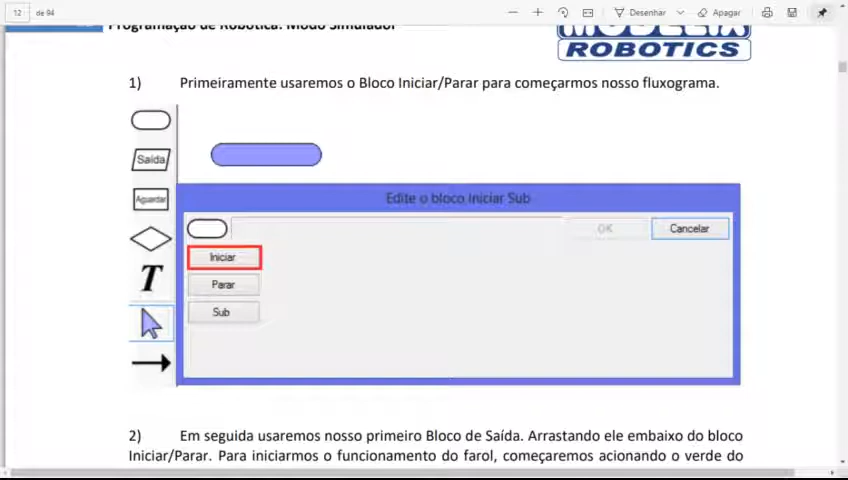 12 de 94 Desenhar Apagar
Programação de Robótica: Modo Simulador
MODELIX
ROBOTICS
1) Primeiramente usaremos o Bloco Iniciar/Parar para começarmos nosso fluxograma.
Saída
Aguardar
T
Edite o bloco Iniciar Sub
OK Cancelar
Iniciar
Parar
Sub
2) Em seguida usaremos nosso primeiro Bloco de Saída. Arrastando ele embaixo do bloco
Iniciar/Parar. Para iniciarmos o funcionamento do farol, começaremos acionando o verde do